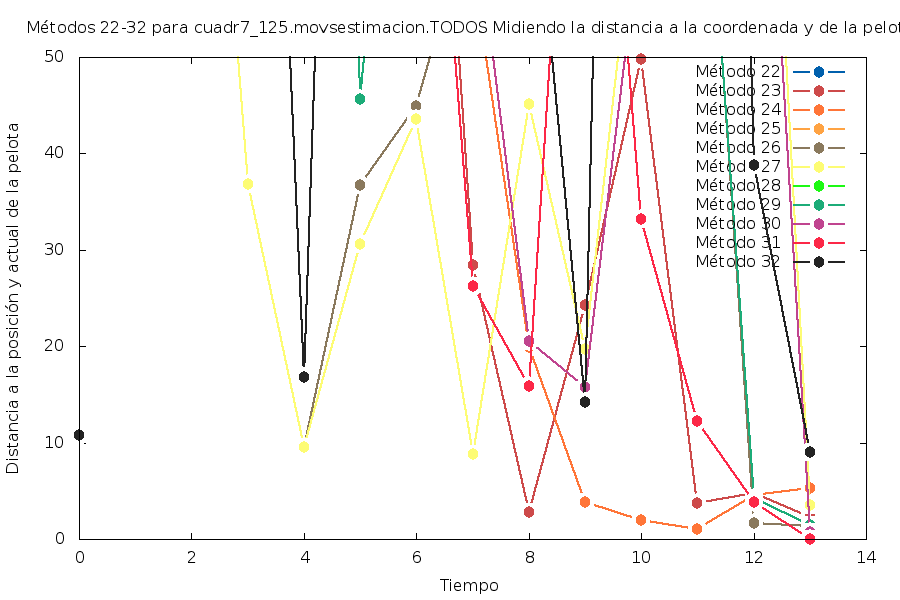 Métodos 22-32 para cuadr7_125.movsestimacion.TODOS Midiendo la distancia a la coordenada y de la pelot
50
40
30
20
10
0
Distancia a la posición y actual de la pelota
Método 22
Método 23
Método 24
Método 25
Método 26
Método 27
Método 28
Método 29
Método 30
Método 31
Método 32
0 2 4 6 8 10 12 14
Tiempo